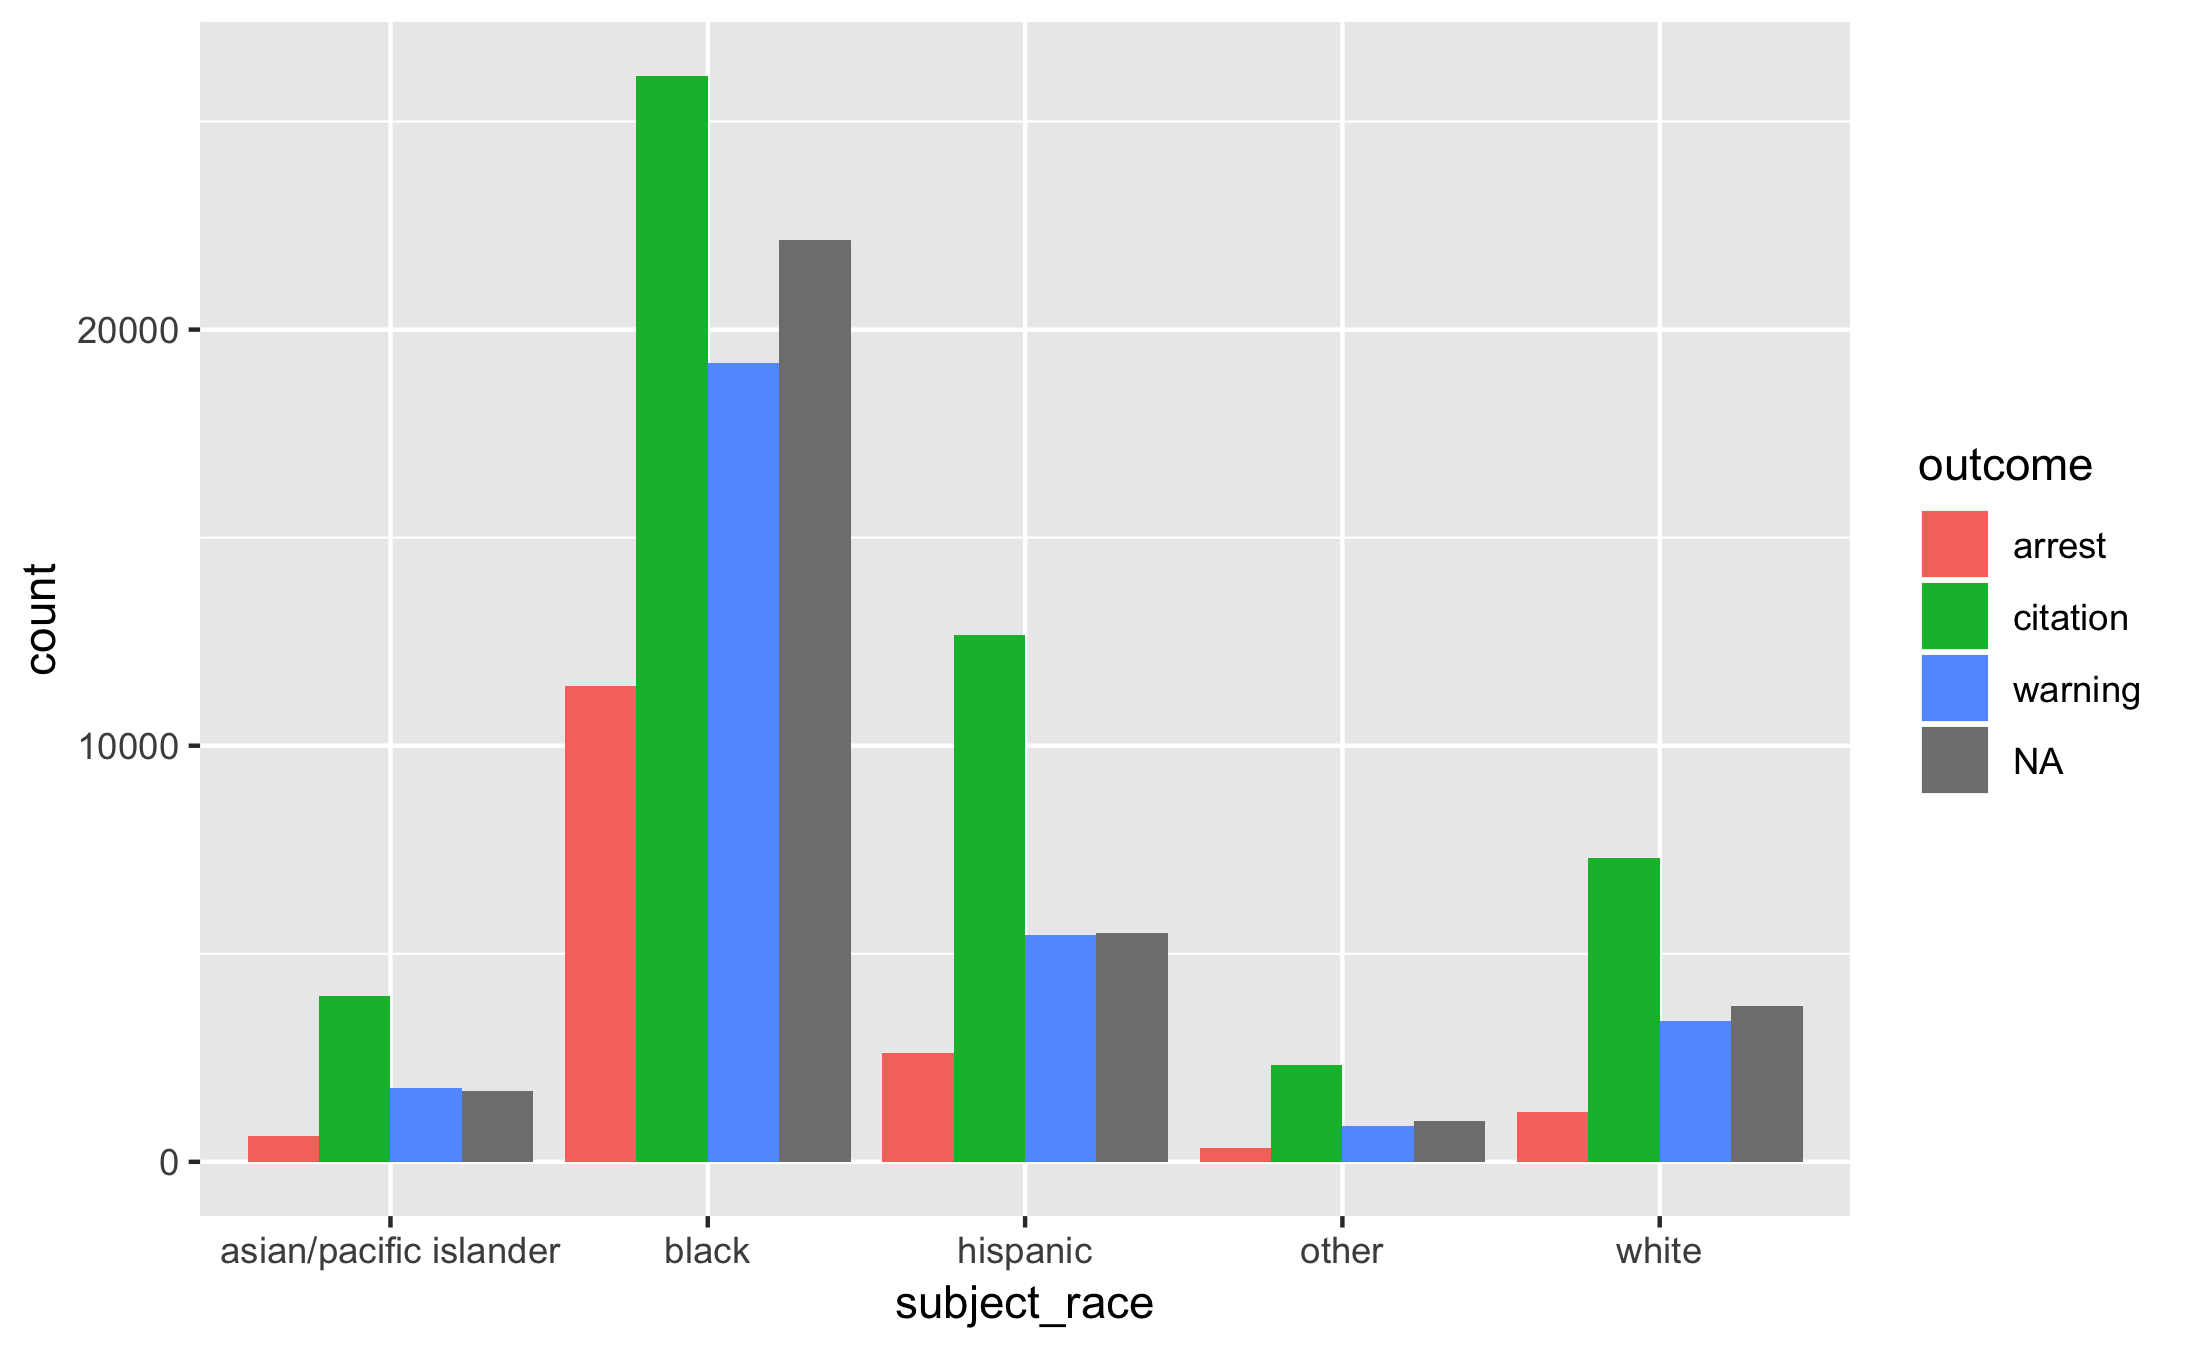 count
20000
10000
0
asian/pacific islander
black
hispanic
other
white
subject_race
outcome
arrest
citation
warning
NA